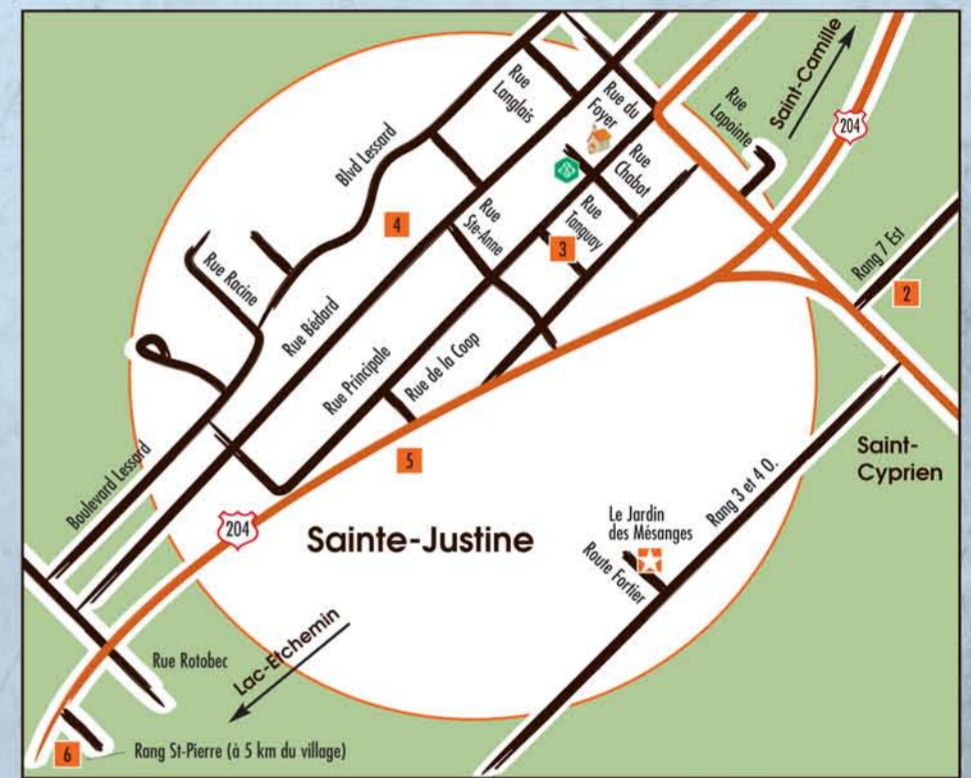 Rue
Langlais
Rue du
Foyer
Rue
Lapointe
Saint-Camille
204
Blvd Lessard
Rue
Chabot
Rue
Ste-Anne
Rue
Tanguay
4
3
Rang 7 Est
2
Rue Racine
Rue Bédard
Rue Principale
Rue de la Coop
5
Saint-
Cyprien
Boulevard Lessard
204
Sainte-Justine
Le Jardin
des Mésanges
Rang 3 et 4 O.
Route Fortier
Lac-Etchemin
Rue Rotobec
6
Rang St-Pierre (à 5 km du village)